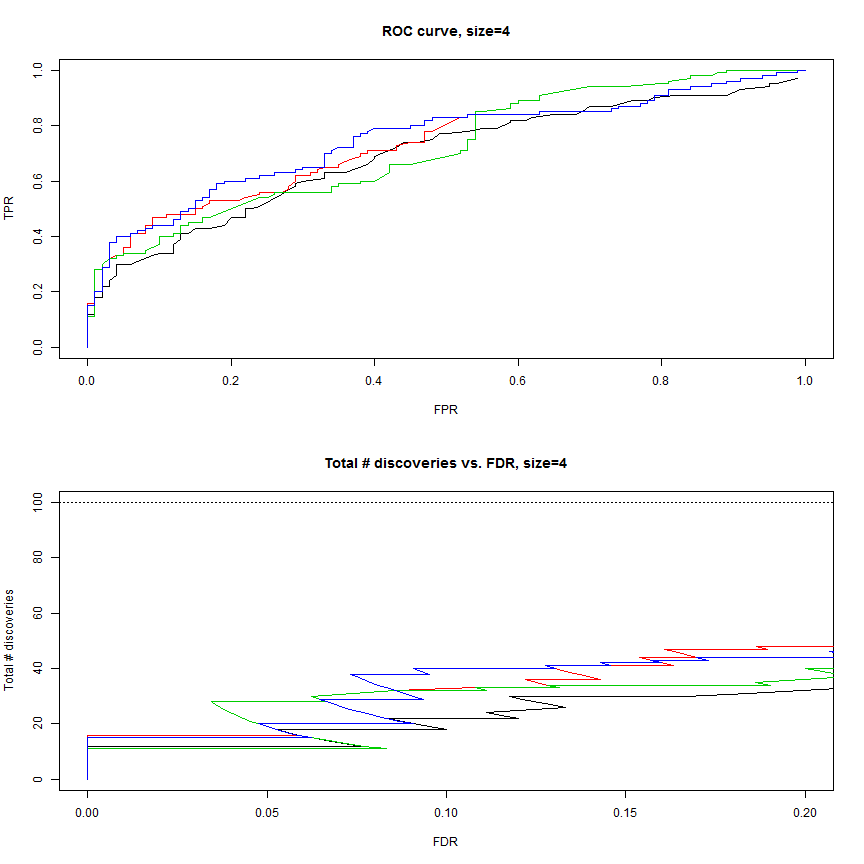 ROC curve, size=4
TPR
1.0
0.8
0.6
0.4
0.2
0.0
0.0 0.2 0.4 0.6 0.8 1.0
FPR
Total # discoveries vs. FDR, size=4
Total # discoveries
100
80
60
40
20
0
0.00 0.05 0.10 0.15 0.20
FDR